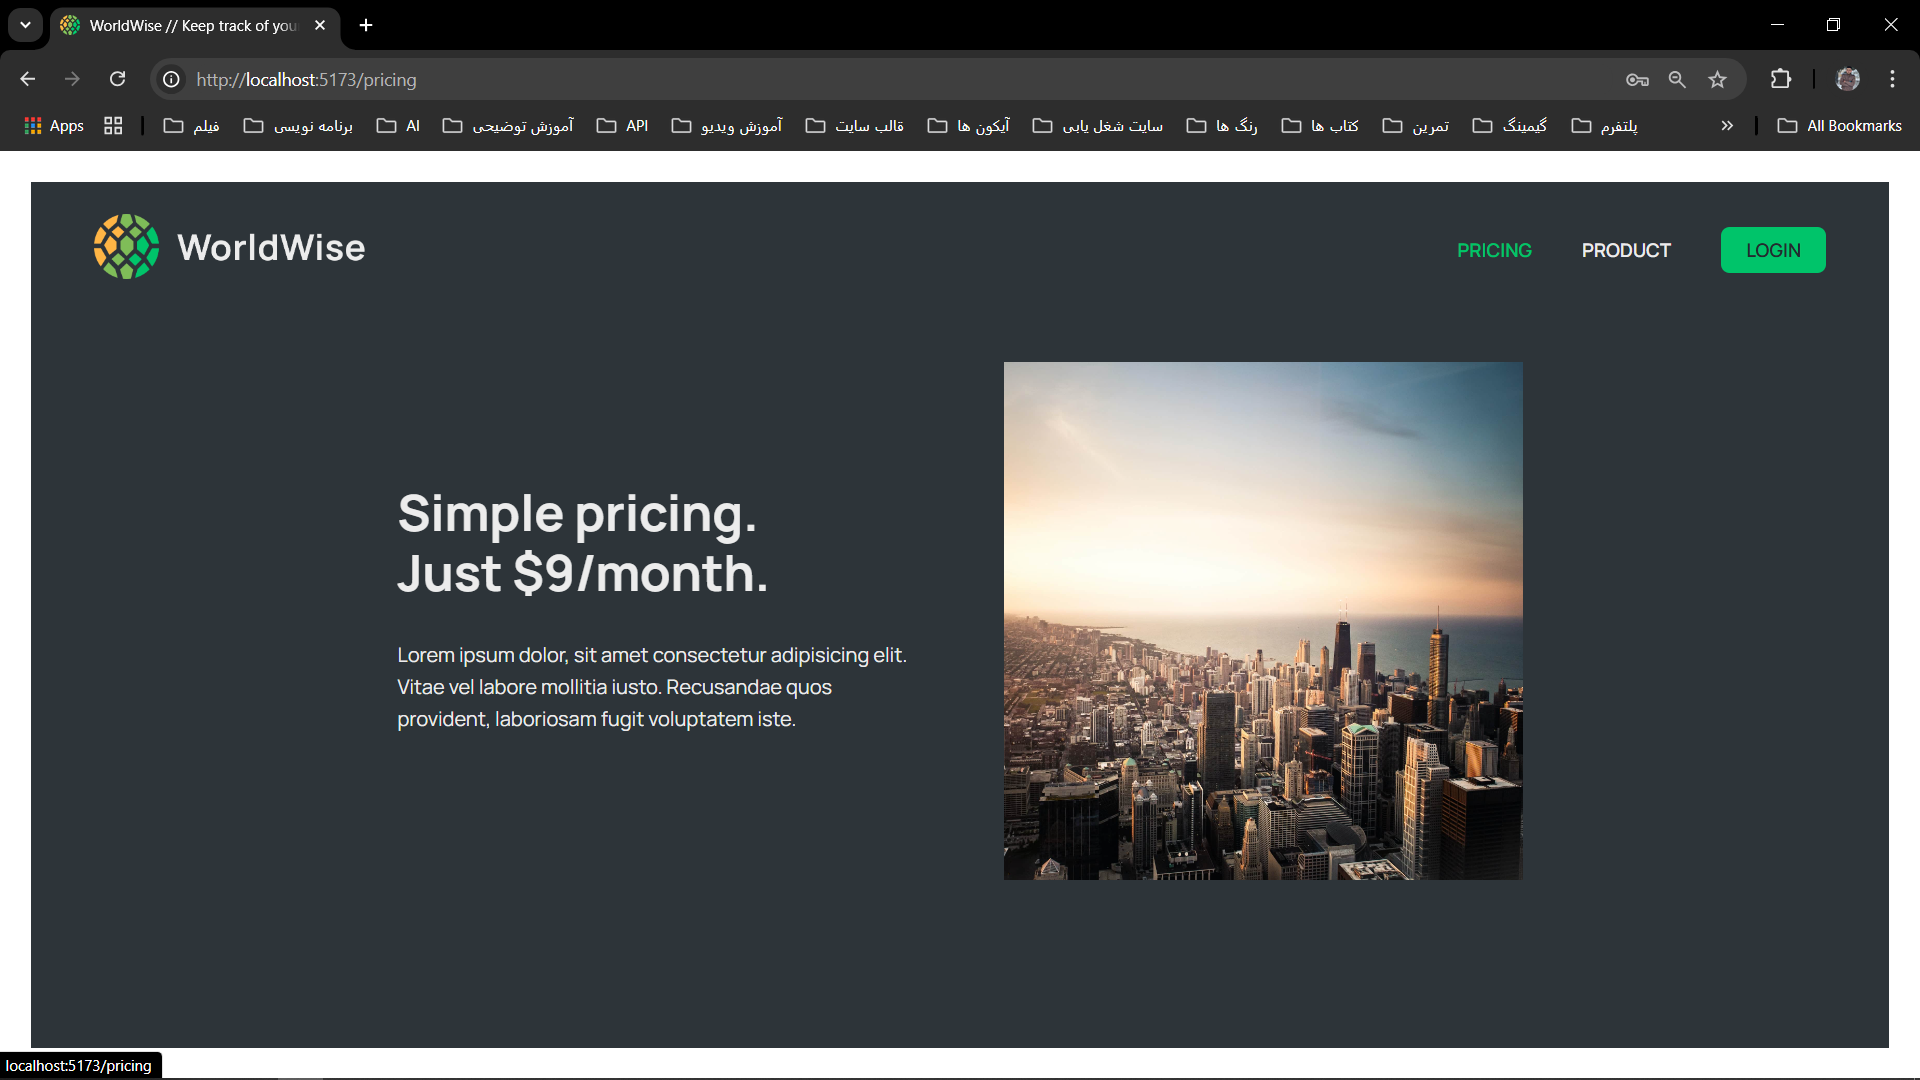 WorldWise // Keep track of you
http://localhost:5173/pricing
Apps
فیلم
برنامه نویسی
AI
آموزش توضیحی
API
آموزش ویدیو
قالب سایت
آیکون ها
سایت شغل یابی
رنگ ها
کتاب ها
تمرین
گیمینگ
پلتفرم
All Bookmarks
WorldWise
PRICING
PRODUCT
LOGIN
Simple pricing.
Just $9/month.
Lorem ipsum dolor, sit amet consectetur adipisicing elit.
Vitae vel labore mollitia iusto. Recusandae quos
provident, laboriosam fugit voluptatem iste.
localhost:5173/pricing